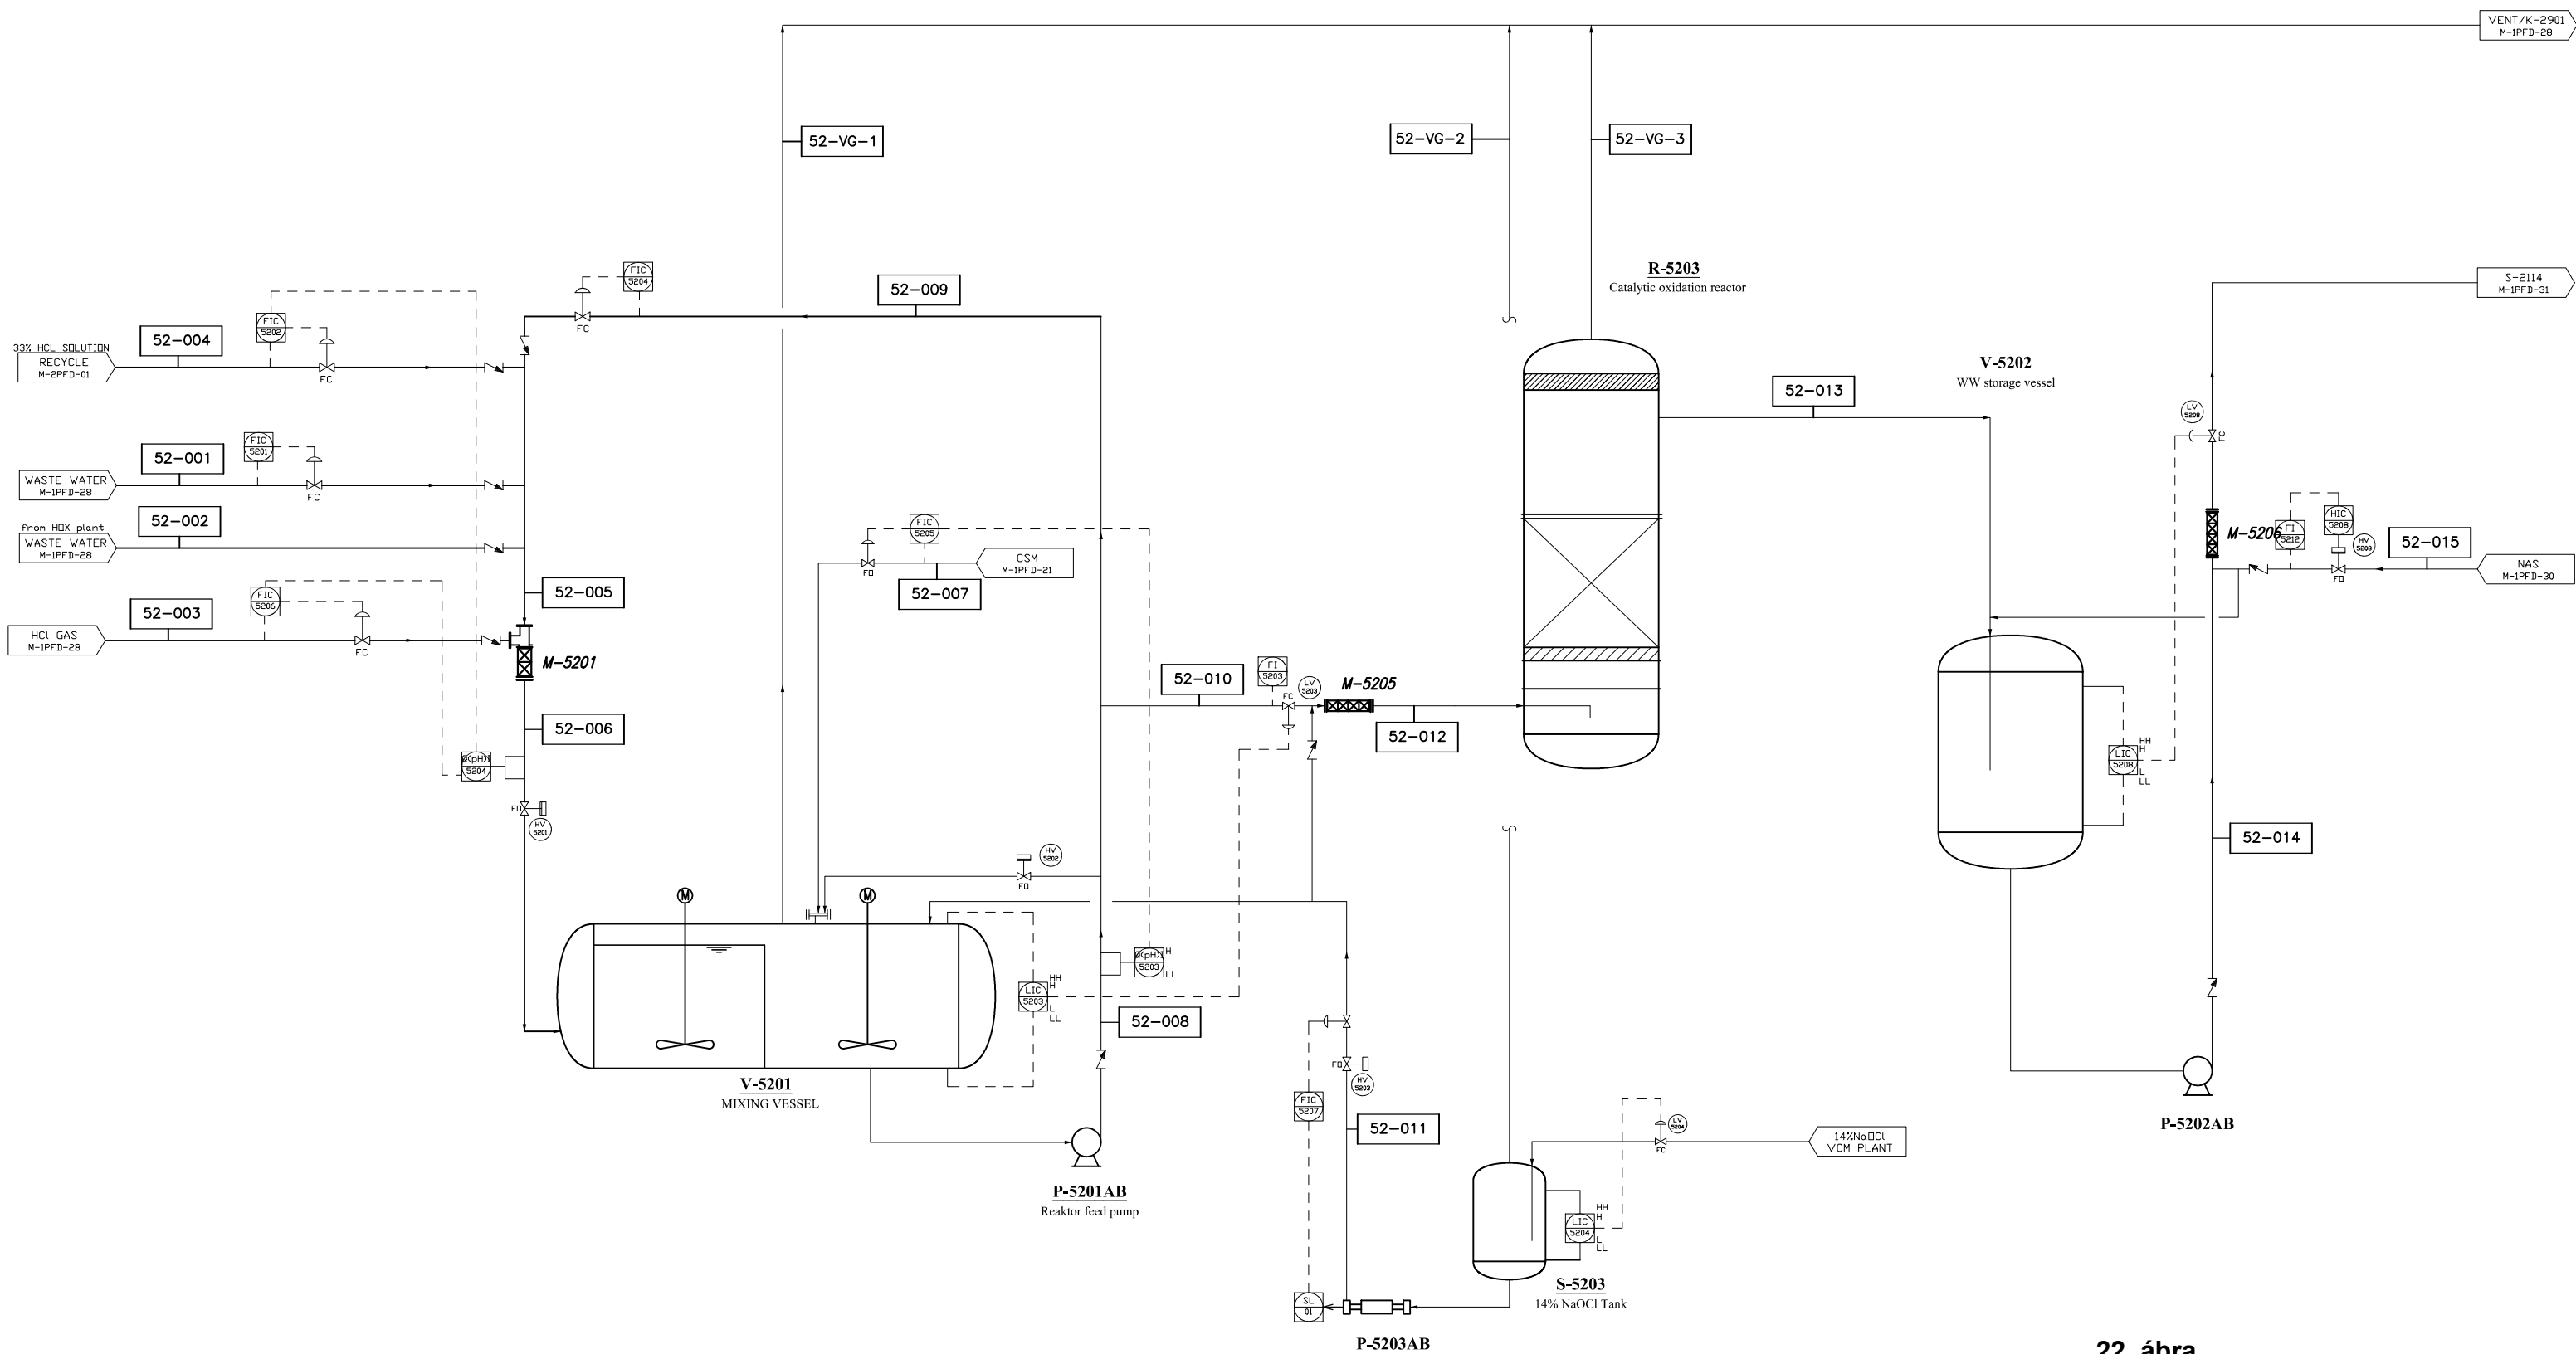 VENT/K-2901
M-1PFD-28
52-VG-1
52-VG-2
52-VG-3
R-5203
Catalytic oxidation reactor
S-2114
M-1PFD-31
FIC
5204
52-009
FIC
5202
52-004
33% HCL SOLUTION
RECYCLE
M-2PFD-01
FC
FC
V-5202
WW storage vessel
52-013
LV
5208
FC
FIC
5201
52-001
WASTE WATER
M-1PFD-28
FC
from HOX plant
52-002
WASTE WATER
M-1PFD-28
FIC
5205
CSM
M-1PFD-21
FO
52-007
M-5206
FI
5212
HIC
5208
HV
5208
52-015
NAS
M-1PFD-30
FO
52-005
FIC
5206
52-003
HCl GAS
M-1PFD-28
FC
M-5201
52-010
FI
5203
FC
LV
5203
M-5205
52-012
52-006
5204
FO
HV
5201
LIC
5208
HH
H
L
LL
52-014
HV
5202
FO
M
M
5203
H
LL
LIC
5203
HH
H
L
LL
52-008
V-5201
MIXING VESSEL
FO
HV
5203
FIC
5207
52-011
P-5201AB
Reaktor feed pump
LV
5204
FC
14%NaOCl
VCM PLANT
P-5202AB
LIC
5204
HH
H
L
LL
S-5203
14% NaOCl Tank
SL
01
P-5203AB
22. ábra